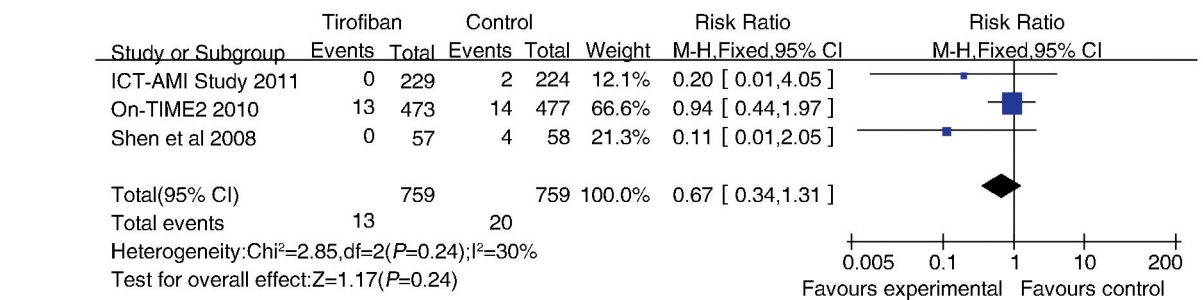 Tirofiban Control Risk Ratio Risk Ratio
Study or Subgroup Events Total Events Total Weight M-H,Fixed,95% CI M-H,Fixed,95% CI
ICT-AMI Study 2011 0 229 2 224 12.1% 0.20 [ 0.01,4.05 ]
On-TIME2 2010 13 473 14 477 66.6% 0.94 [ 0.44,1.97 ]
Shen et al 2008 0 57 4 58 21.3% 0.11 [ 0.01,2.05 ]
Total(95% CI) 759 759 100.0% 0.67 [ 0.34,1.31 ]
Total events 13 20
Heterogeneity:Chi²=2.85,df=2(P=0.24);I²=30%
Test for overall effect:Z=1.17(P=0.24)
0.005 0.1 1 10 200
Favours experimental Favours control